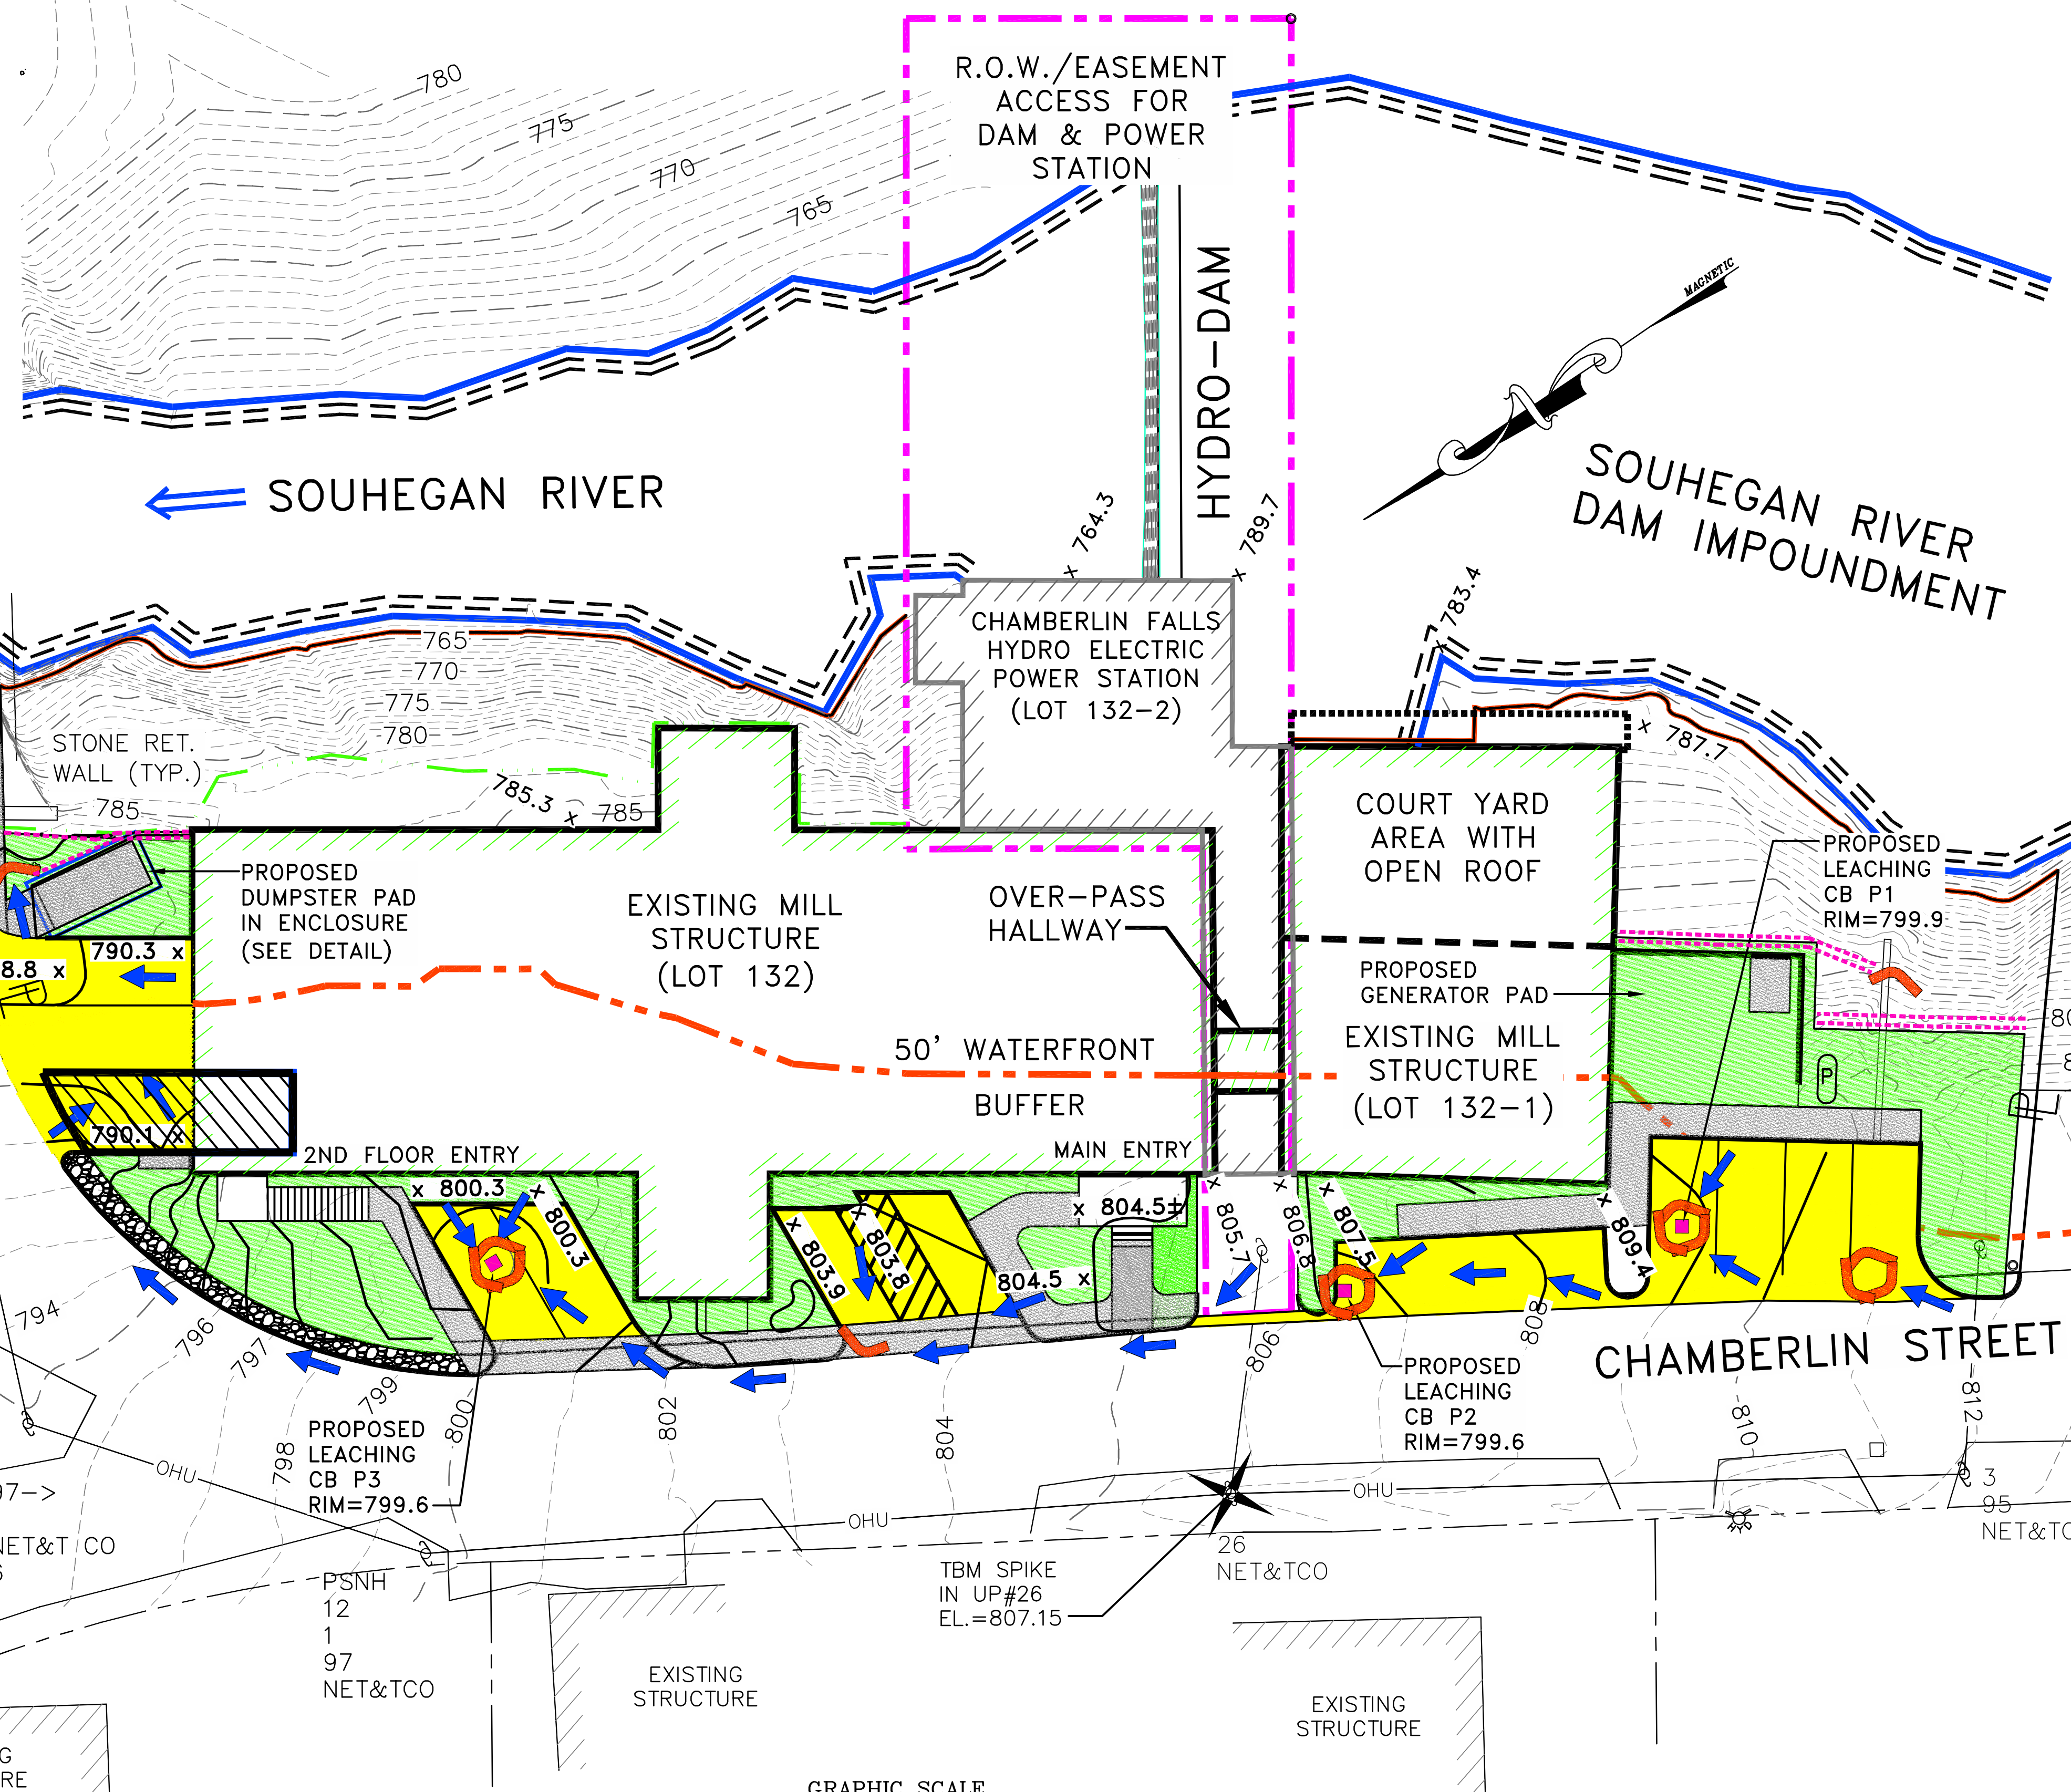 780
775
770
765
R.O.W./EASEMENT
ACCESS FOR
DAM & POWER
STATION
HYDRO-DAM
MAGNETIC
SOUHEGAN RIVER
SOUHEGAN RIVER
DAM IMPOUNDMENT
764.3
789.7
783.4
787.7
CHAMBERLIN FALLS
HYDRO ELECTRIC
POWER STATION
(LOT 132-2)
765
770
775
780
785
785.3 x
785
STONE RET.
WALL (TYP.)
PROPOSED
DUMPSTER PAD
IN ENCLOSURE
(SEE DETAIL)
EXISTING MILL
STRUCTURE
(LOT 132)
OVER-PASS
HALLWAY
COURT YARD
AREA WITH
OPEN ROOF
PROPOSED
LEACHING
CB P1
RIM=799.9
PROPOSED
GENERATOR PAD
EXISTING MILL
STRUCTURE
(LOT 132-1)
P
790.3 x
8.8 x
790.1 x
50' WATERFRONT
BUFFER
2ND FLOOR ENTRY
MAIN ENTRY
x 800.3
x 800.3
x 803.9
x 803.8
x 804.5±
804.5 x
x 805.7
x 806.8
x 807.5
x 809.4
794
796
797
798
799
800
802
804
806
808
810
812
CHAMBERLIN STREET
PROPOSED
LEACHING
CB P3
RIM=799.6
PROPOSED
LEACHING
CB P2
RIM=799.6
OHU
OHU
OHU
97->
NET&T CO
PSNH
12
1
97
NET&TCO
TBM SPIKE
IN UP#26
EL.=807.15
26
NET&TCO
3
95
NET&TC
EXISTING
STRUCTURE
EXISTING
STRUCTURE
G
RE
GRAPHIC SCALE